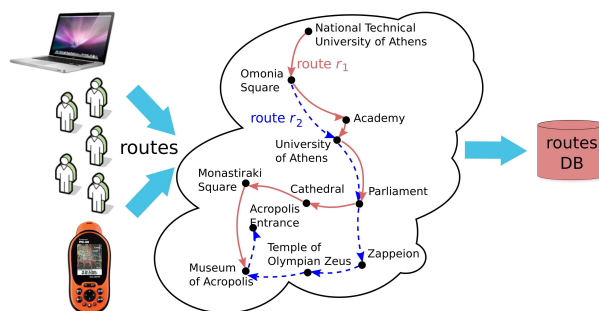 National Technical
University of Athens
route r1
Omonia
Square
route r2
Academy
University
of Athens
routes
routes
DB
Monastiraki
Square
Cathedral
Parliament
Acropolis
Entrance
Temple of
Olympian Zeus
Zappeion
Museum
of Acropolis